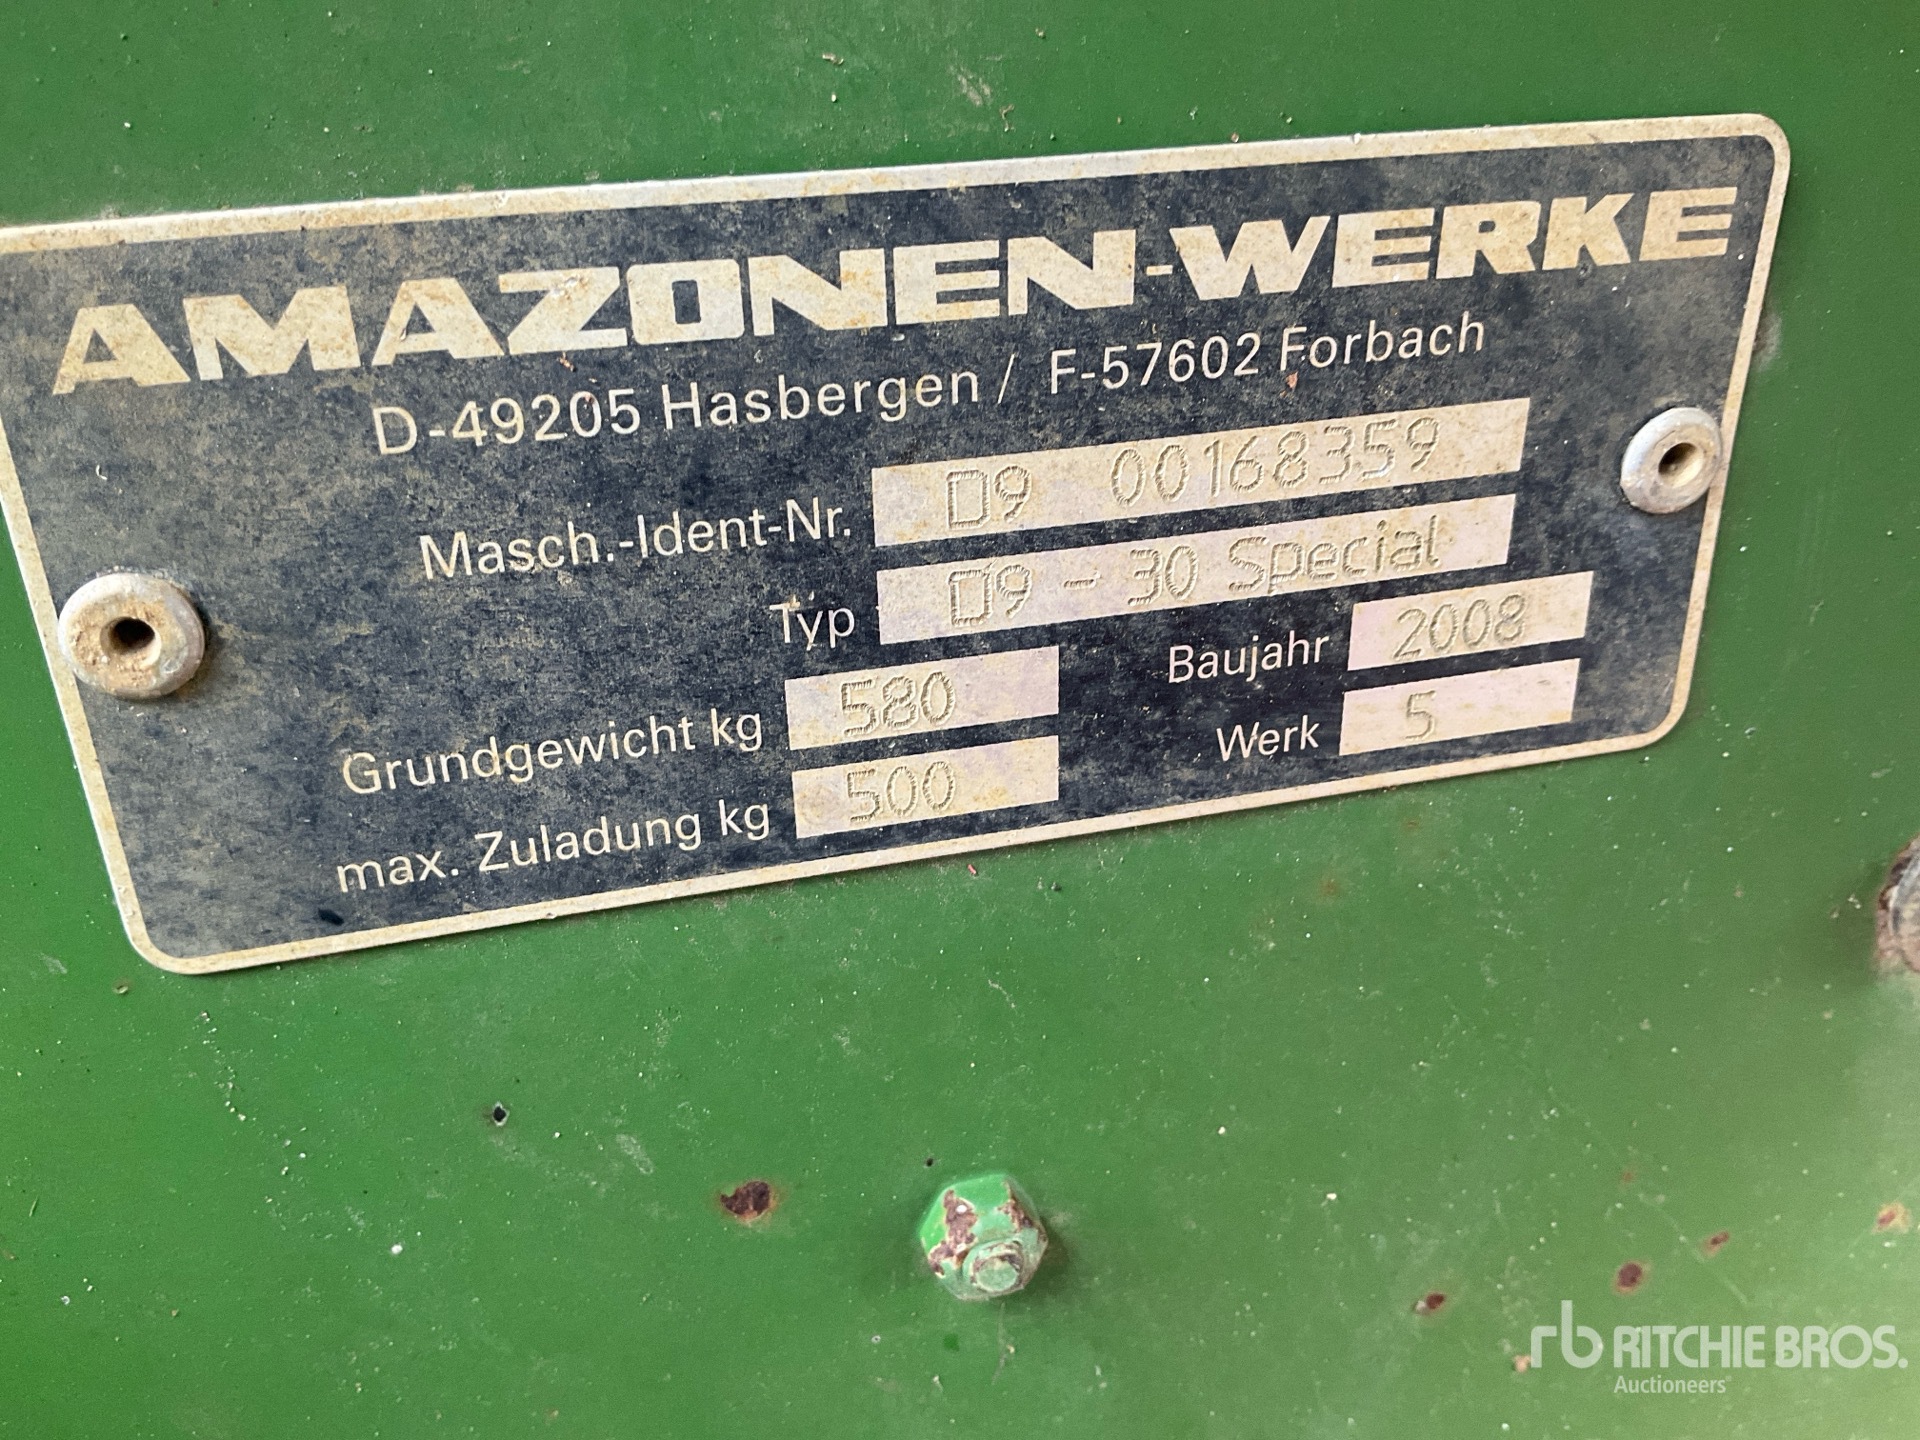 AMAZONEN-WERKE
D-49205 Hasbergen / F-57602 Forbach
Masch.-Ident-Nr. D9 00168359
Typ D9 - 30 Special
Grundgewicht kg 580 Baujahr 2008
max. Zuladung kg 500 Werk 5
rb RITCHIE BROS.
Auctioneers